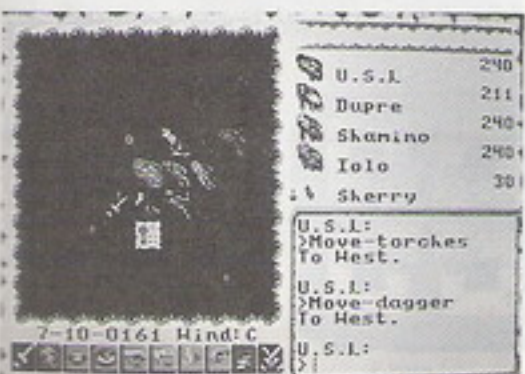 U.S.I.
240
Dupre
211
Shamino
240
Iolo
240
Sherry
30
U.S.I.:
>Move-torches
To West.
U.S.I.:
>Move-dagger
To West.
U.S.I.:
>
7-10-0161 Wind:C